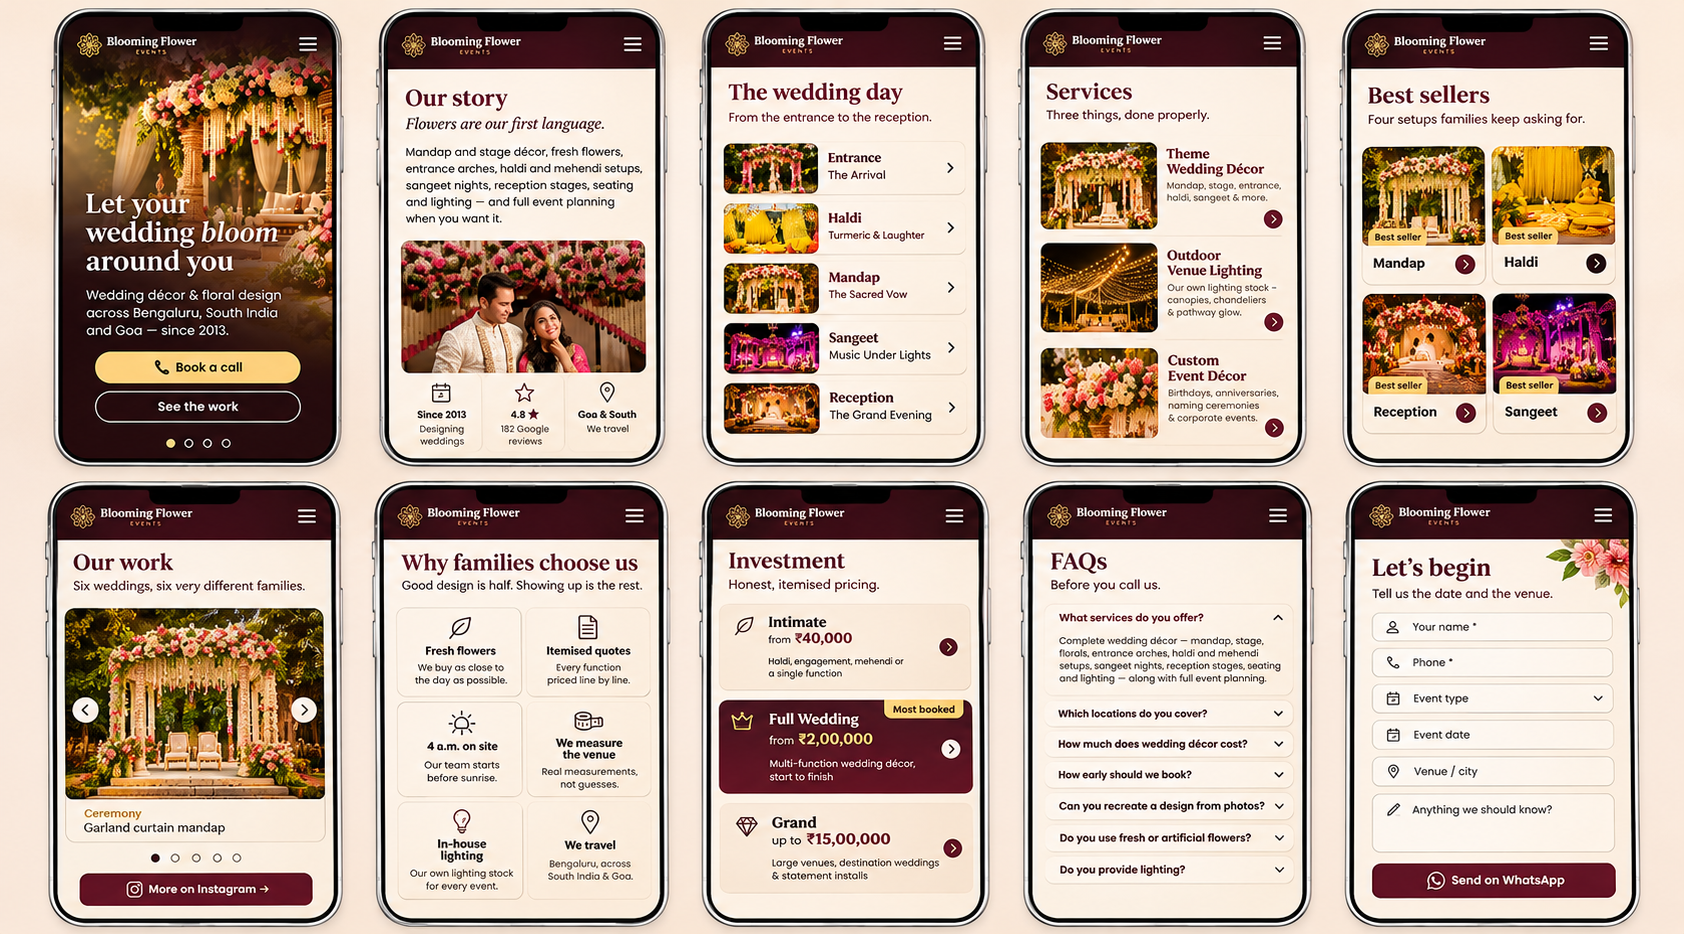 Blooming Flower
EVENTS
Let your
wedding bloom
around you
Wedding décor & floral design
across Bengaluru, South India
and Goa — since 2013.
Book a call
See the work
Blooming Flower
EVENTS
Our story
Flowers are our first language.
Mandap and stage décor, fresh flowers,
entrance arches, haldi and mehendi setups,
sangeet nights, reception stages, seating
and lighting — and full event planning
when you want it.
Since 2013
Designing
weddings
4.8 ★
182 Google
reviews
Goa & South
We travel
Blooming Flower
EVENTS
The wedding day
From the entrance to the reception.
Entrance
The Arrival
Haldi
Turmeric & Laughter
Mandap
The Sacred Vow
Sangeet
Music Under Lights
Reception
The Grand Evening
Blooming Flower
EVENTS
Services
Three things, done properly.
Theme
Wedding Décor
Mandap, stage, entrance,
haldi, sangeet & more.
Outdoor
Venue Lighting
Our own lighting stock –
canopies, chandeliers
& pathway glow.
Custom
Event Décor
Birthdays, anniversaries,
naming ceremonies
& corporate events.
Blooming Flower
EVENTS
Best sellers
Four setups families keep asking for.
Best seller
Mandap
Best seller
Haldi
Best seller
Reception
Best seller
Sangeet
Blooming Flower
EVENTS
Our work
Six weddings, six very different families.
Ceremony
Garland curtain mandap
More on Instagram →
Blooming Flower
EVENTS
Why families choose us
Good design is half. Showing up is the rest.
Fresh flowers
We buy as close to
the day as possible.
Itemised quotes
Every function
priced line by line.
4 a.m. on site
Our team starts
before sunrise.
We measure
the venue
Real measurements,
not guesses.
In-house
lighting
Our own lighting stock
for every event.
We travel
Bengaluru, across
South India & Goa.
Blooming Flower
EVENTS
Investment
Honest, itemised pricing.
Intimate
from ₹40,000
Haldi, engagement, mehendi or
a single function
Most booked
Full Wedding
from ₹2,00,000
Multi-function wedding décor,
start to finish
Grand
up to ₹15,00,000
Large venues, destination weddings
& statement installs
Blooming Flower
EVENTS
FAQs
Before you call us.
What services do you offer?
Complete wedding décor — mandap, stage,
florals, entrance arches, haldi and mehendi
setups, sangeet nights, reception stages, seating
and lighting — along with full event planning.
Which locations do you cover?
How much does wedding décor cost?
How early should we book?
Can you recreate a design from photos?
Do you use fresh or artificial flowers?
Do you provide lighting?
Blooming Flower
EVENTS
Let's begin
Tell us the date and the venue.
Your name *
Phone *
Event type
Event date
Venue / city
Anything we should know?
Send on WhatsApp